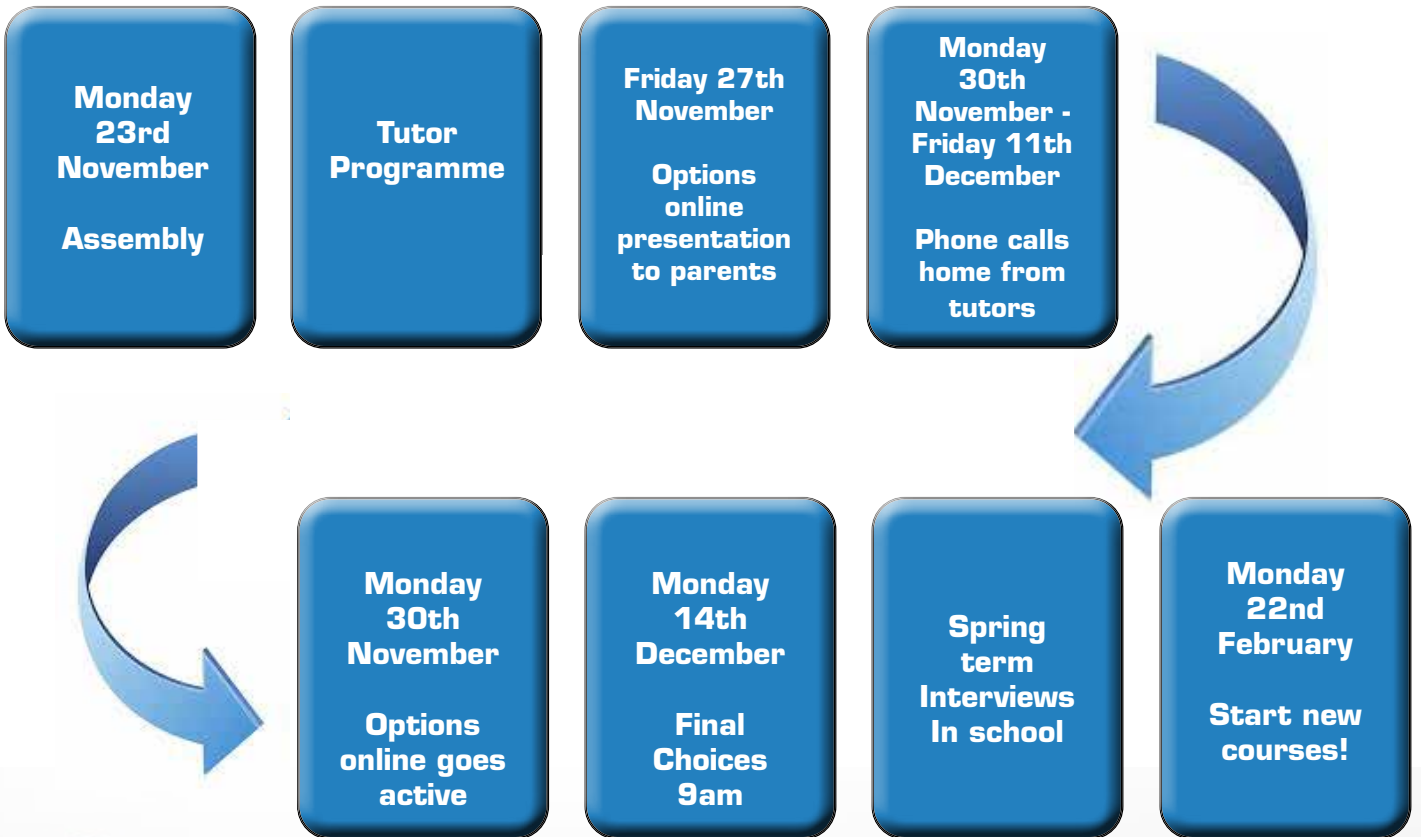 Monday
23rd
November
Assembly
Tutor
Programme
Friday 27th
November
Options
online
presentation
to parents
Monday
30th
November -
Friday 11th
December
Phone calls
home from
tutors
Monday
30th
November
Options
online goes
active
Monday
14th
December
Final
Choices
9am
Spring
term
Interviews
In school
Monday
22nd
February
Start new
courses!